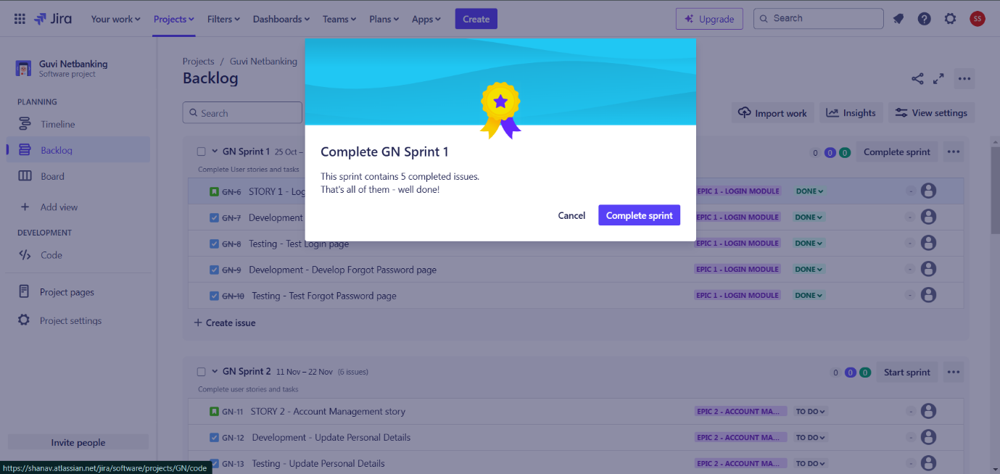 Jira Your work Projects Filters Dashboards Teams Plans Apps Create Upgrade Search SS
Guvi Netbanking
Software project
PLANNING
Timeline
Backlog
Board
Add view
DEVELOPMENT
Code
Project pages
Project settings
Invite people
https://shanav.atlassian.net/jira/software/projects/GN/code
Projects / Guvi Netbanking
Backlog
Search
Import work Insights View settings
Complete GN Sprint 1
This sprint contains 5 completed issues.
That's all of them - well done!
Cancel Complete sprint
GN Sprint 1 25 Oct – 0 0 0 Complete sprint
Complete User stories and tasks
GN-6 STORY 1 - Log EPIC 1 - LOGIN MODULE DONE -
GN-7 Development EPIC 1 - LOGIN MODULE DONE -
GN-8 Testing - Test Login page EPIC 1 - LOGIN MODULE DONE -
GN-9 Development - Develop Forgot Password page EPIC 1 - LOGIN MODULE DONE -
GN-10 Testing - Test Forgot Password page EPIC 1 - LOGIN MODULE DONE -
+ Create issue
GN Sprint 2 11 Nov – 22 Nov (6 issues) 0 0 0 Start sprint
Complete user stories and tasks
GN-11 STORY 2 - Account Management story EPIC 2 - ACCOUNT MA... TO DO -
GN-12 Development - Update Personal Details EPIC 2 - ACCOUNT MA... TO DO -
GN-13 Testing - Update Personal Details EPIC 2 - ACCOUNT MA... TO DO -